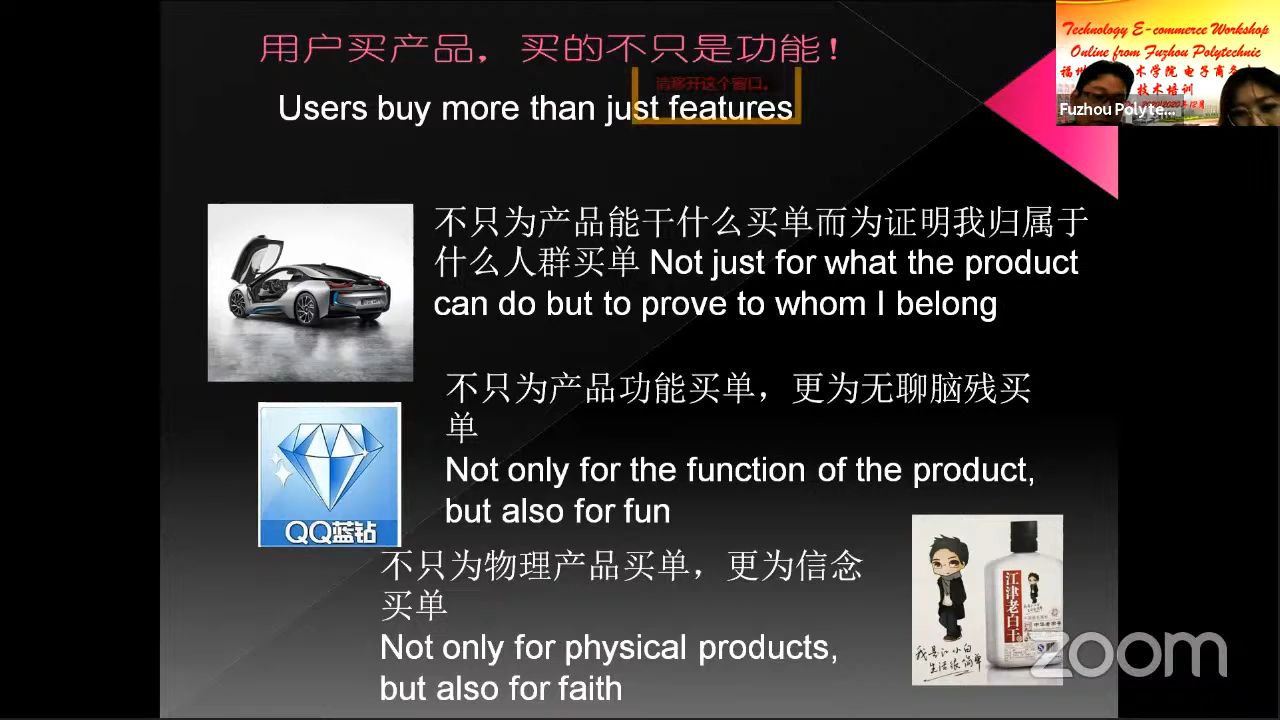 用户买产品，买的不只是功能！
请移开这个窗口。
Users buy more than just features
Technology E-commerce Workshop
Online from Fuzhou Polytechnic
技术培训
Fuzhou Polyte...
不只为产品能干什么买单而为证明我归属于
什么人群买单 Not just for what the product
can do but to prove to whom I belong
不只为产品功能买单，更为无聊脑残买
单
Not only for the function of the product,
but also for fun
QQ蓝钻
不只为物理产品买单，更为信念
买单
Not only for physical products,
but also for faith
江津老白干
我是江小白
生活很简单
zoom